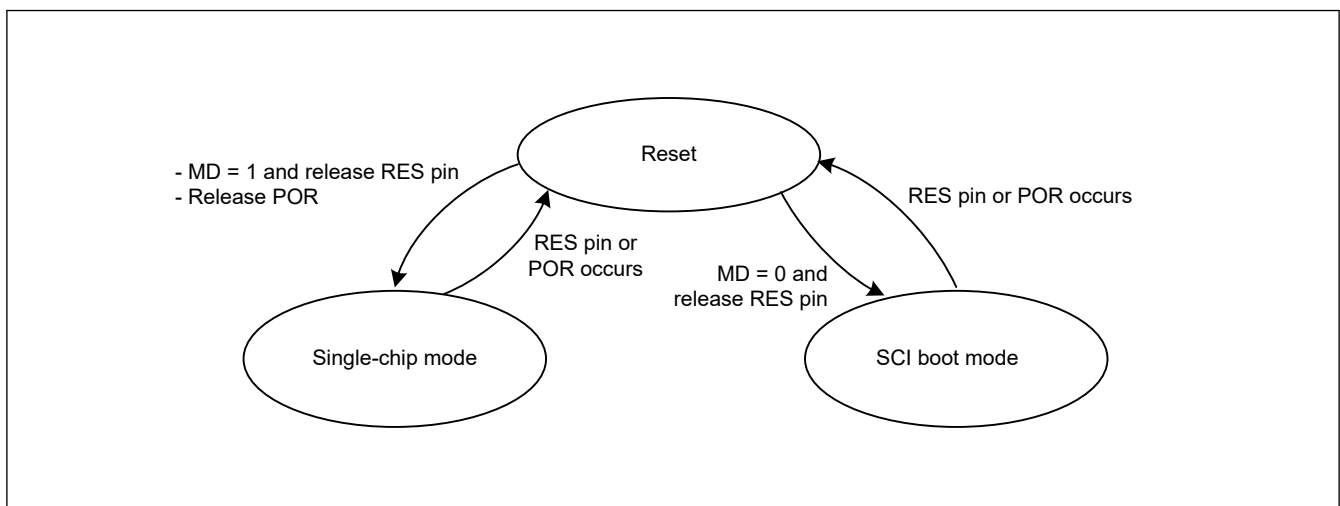 Reset
- MD = 1 and release RES pin
- Release POR
RES pin or POR occurs
RES pin or
POR occurs
MD = 0 and
release RES pin
Single-chip mode
SCI boot mode